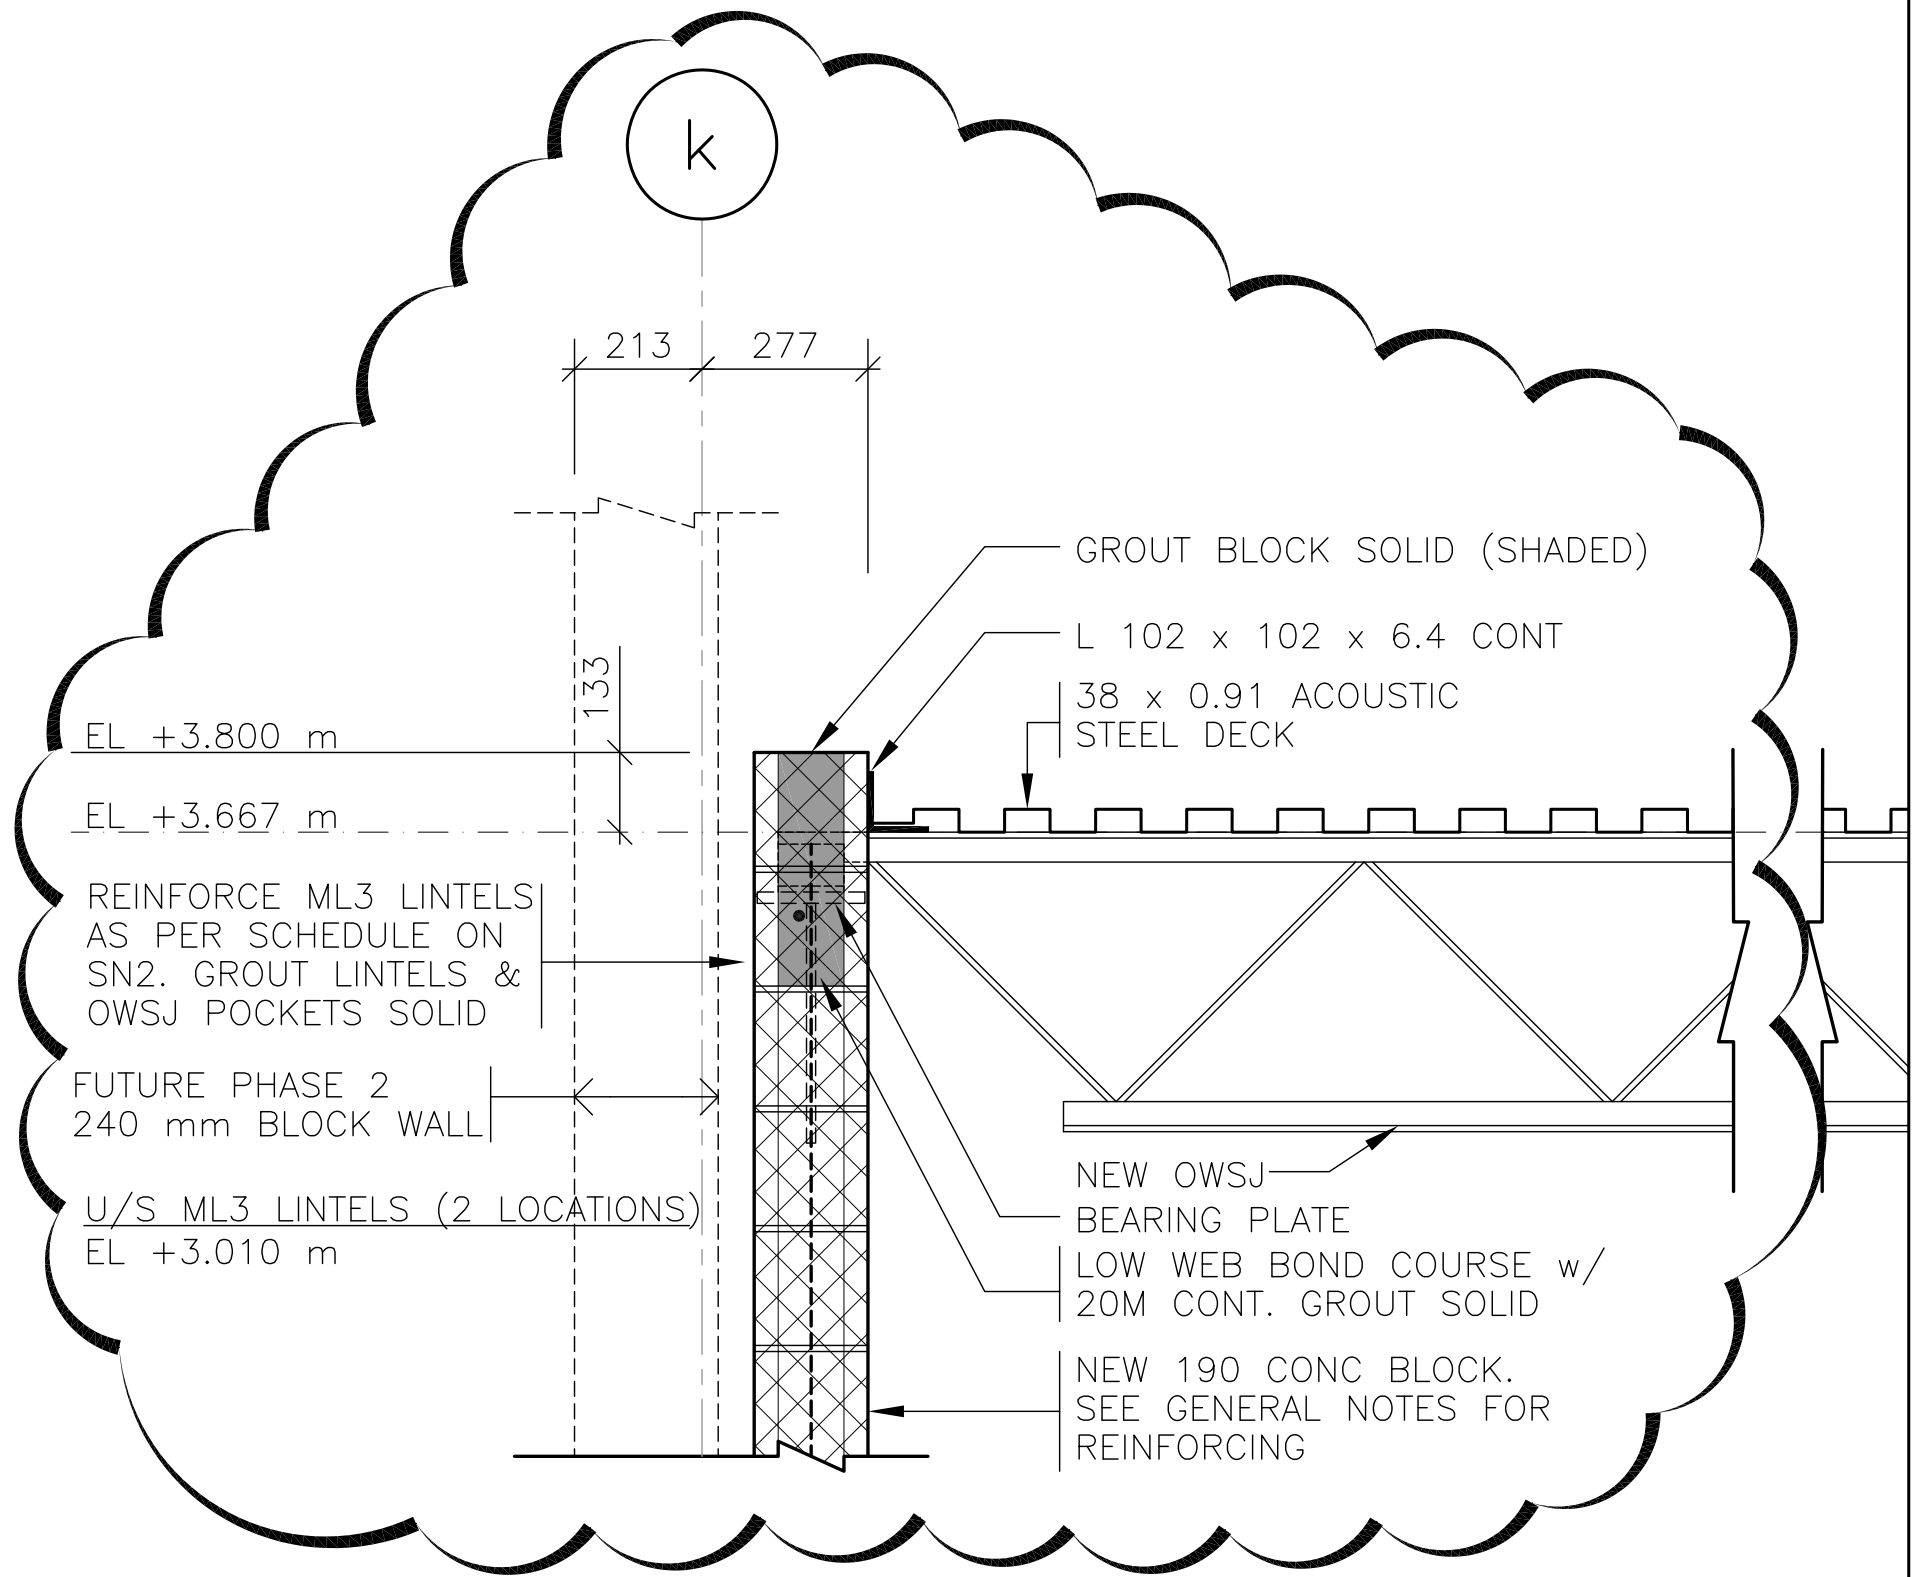 k
213
277
GROUT BLOCK SOLID (SHADED)
L 102 x 102 x 6.4 CONT
38 x 0.91 ACOUSTIC
STEEL DECK
133
EL +3.800 m
EL +3.667 m
REINFORCE ML3 LINTELS
AS PER SCHEDULE ON
SN2. GROUT LINTELS &
OWSJ POCKETS SOLID
FUTURE PHASE 2
240 mm BLOCK WALL
U/S ML3 LINTELS (2 LOCATIONS)
EL +3.010 m
NEW OWSJ
BEARING PLATE
LOW WEB BOND COURSE w/
20M CONT. GROUT SOLID
NEW 190 CONC BLOCK.
SEE GENERAL NOTES FOR
REINFORCING